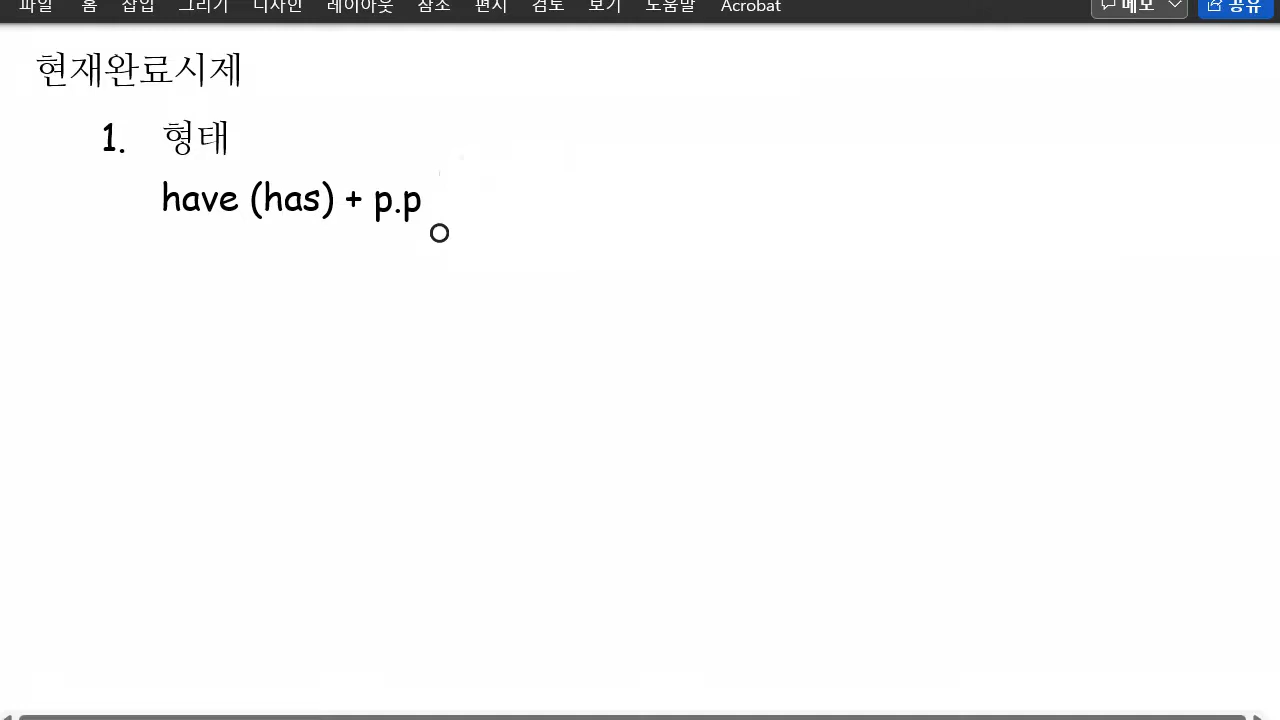 파일 홈 삽입 그리기 디자인 레이아웃 참조 편지 검토 보기 도움말 Acrobat 메모 공유
현재완료시제
1. 형태
have (has) + p.p